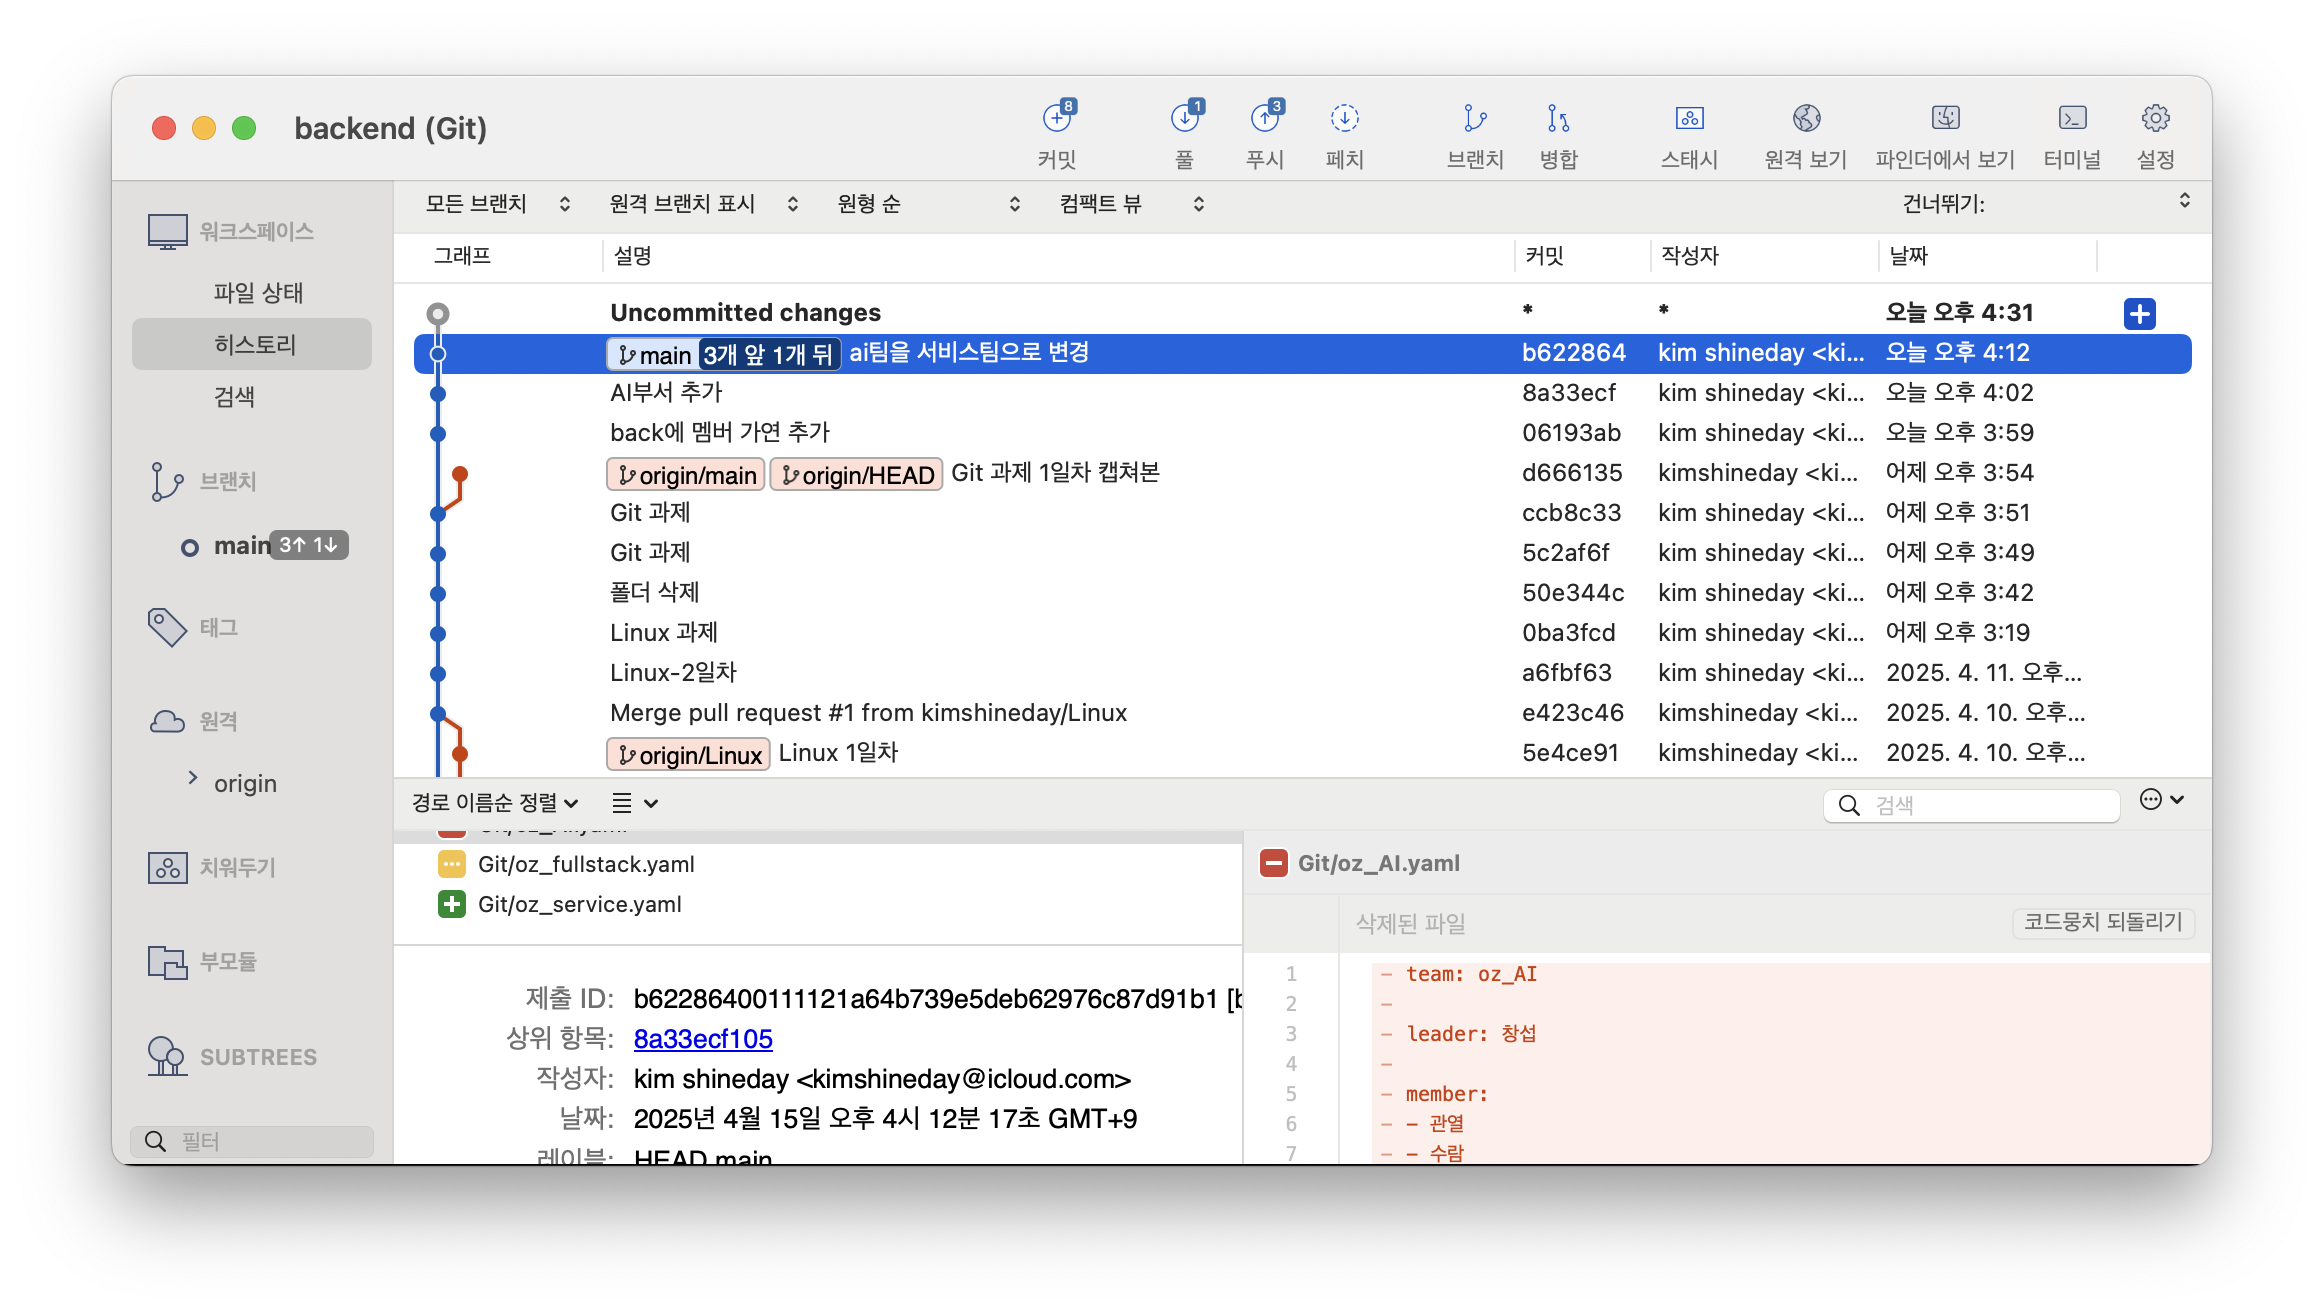 backend (Git)
8
1
3
커밋
풀
푸시
페치
브랜치
병합
스태시
원격 보기
파인더에서 보기
터미널
설정
워크스페이스
파일 상태
히스토리
검색
브랜치
main 3↑ 1↓
태그
원격
origin
치워두기
부모듈
SUBTREES
필터
모든 브랜치 원격 브랜치 표시 원형 순 컴팩트 뷰 건너뛰기:
그래프 설명 커밋 작성자 날짜
Uncommitted changes * * 오늘 오후 4:31
main 3개 앞 1개 뒤 ai팀을 서비스팀으로 변경 b622864 kim shineday <ki... 오늘 오후 4:12
AI부서 추가 8a33ecf kim shineday <ki... 오늘 오후 4:02
back에 멤버 가연 추가 06193ab kim shineday <ki... 오늘 오후 3:59
origin/main origin/HEAD Git 과제 1일차 캡쳐본 d666135 kimshineday <ki... 어제 오후 3:54
Git 과제 ccb8c33 kim shineday <ki... 어제 오후 3:51
Git 과제 5c2af6f kim shineday <ki... 어제 오후 3:49
폴더 삭제 50e344c kim shineday <ki... 어제 오후 3:42
Linux 과제 0ba3fcd kim shineday <ki... 어제 오후 3:19
Linux-2일차 a6fbf63 kim shineday <ki... 2025. 4. 11. 오후...
Merge pull request #1 from kimshineday/Linux e423c46 kimshineday <ki... 2025. 4. 10. 오후...
origin/Linux Linux 1일차 5e4ce91 kimshineday <ki... 2025. 4. 10. 오후...
경로 이름순 정렬
검색
Git/oz_fullstack.yaml
Git/oz_service.yaml
제출 ID: b62286400111121a64b739e5deb62976c87d91b1 [b
상위 항목: 8a33ecf105
작성자: kim shineday <kimshineday@icloud.com>
날짜: 2025년 4월 15일 오후 4시 12분 17초 GMT+9
레이블: HEAD main
Git/oz_AI.yaml
삭제된 파일 코드뭉치 되돌리기
1 - team: oz_AI
2 -
3 - leader: 창섭
4 -
5 - member:
6 - - 관열
7 - - 수람